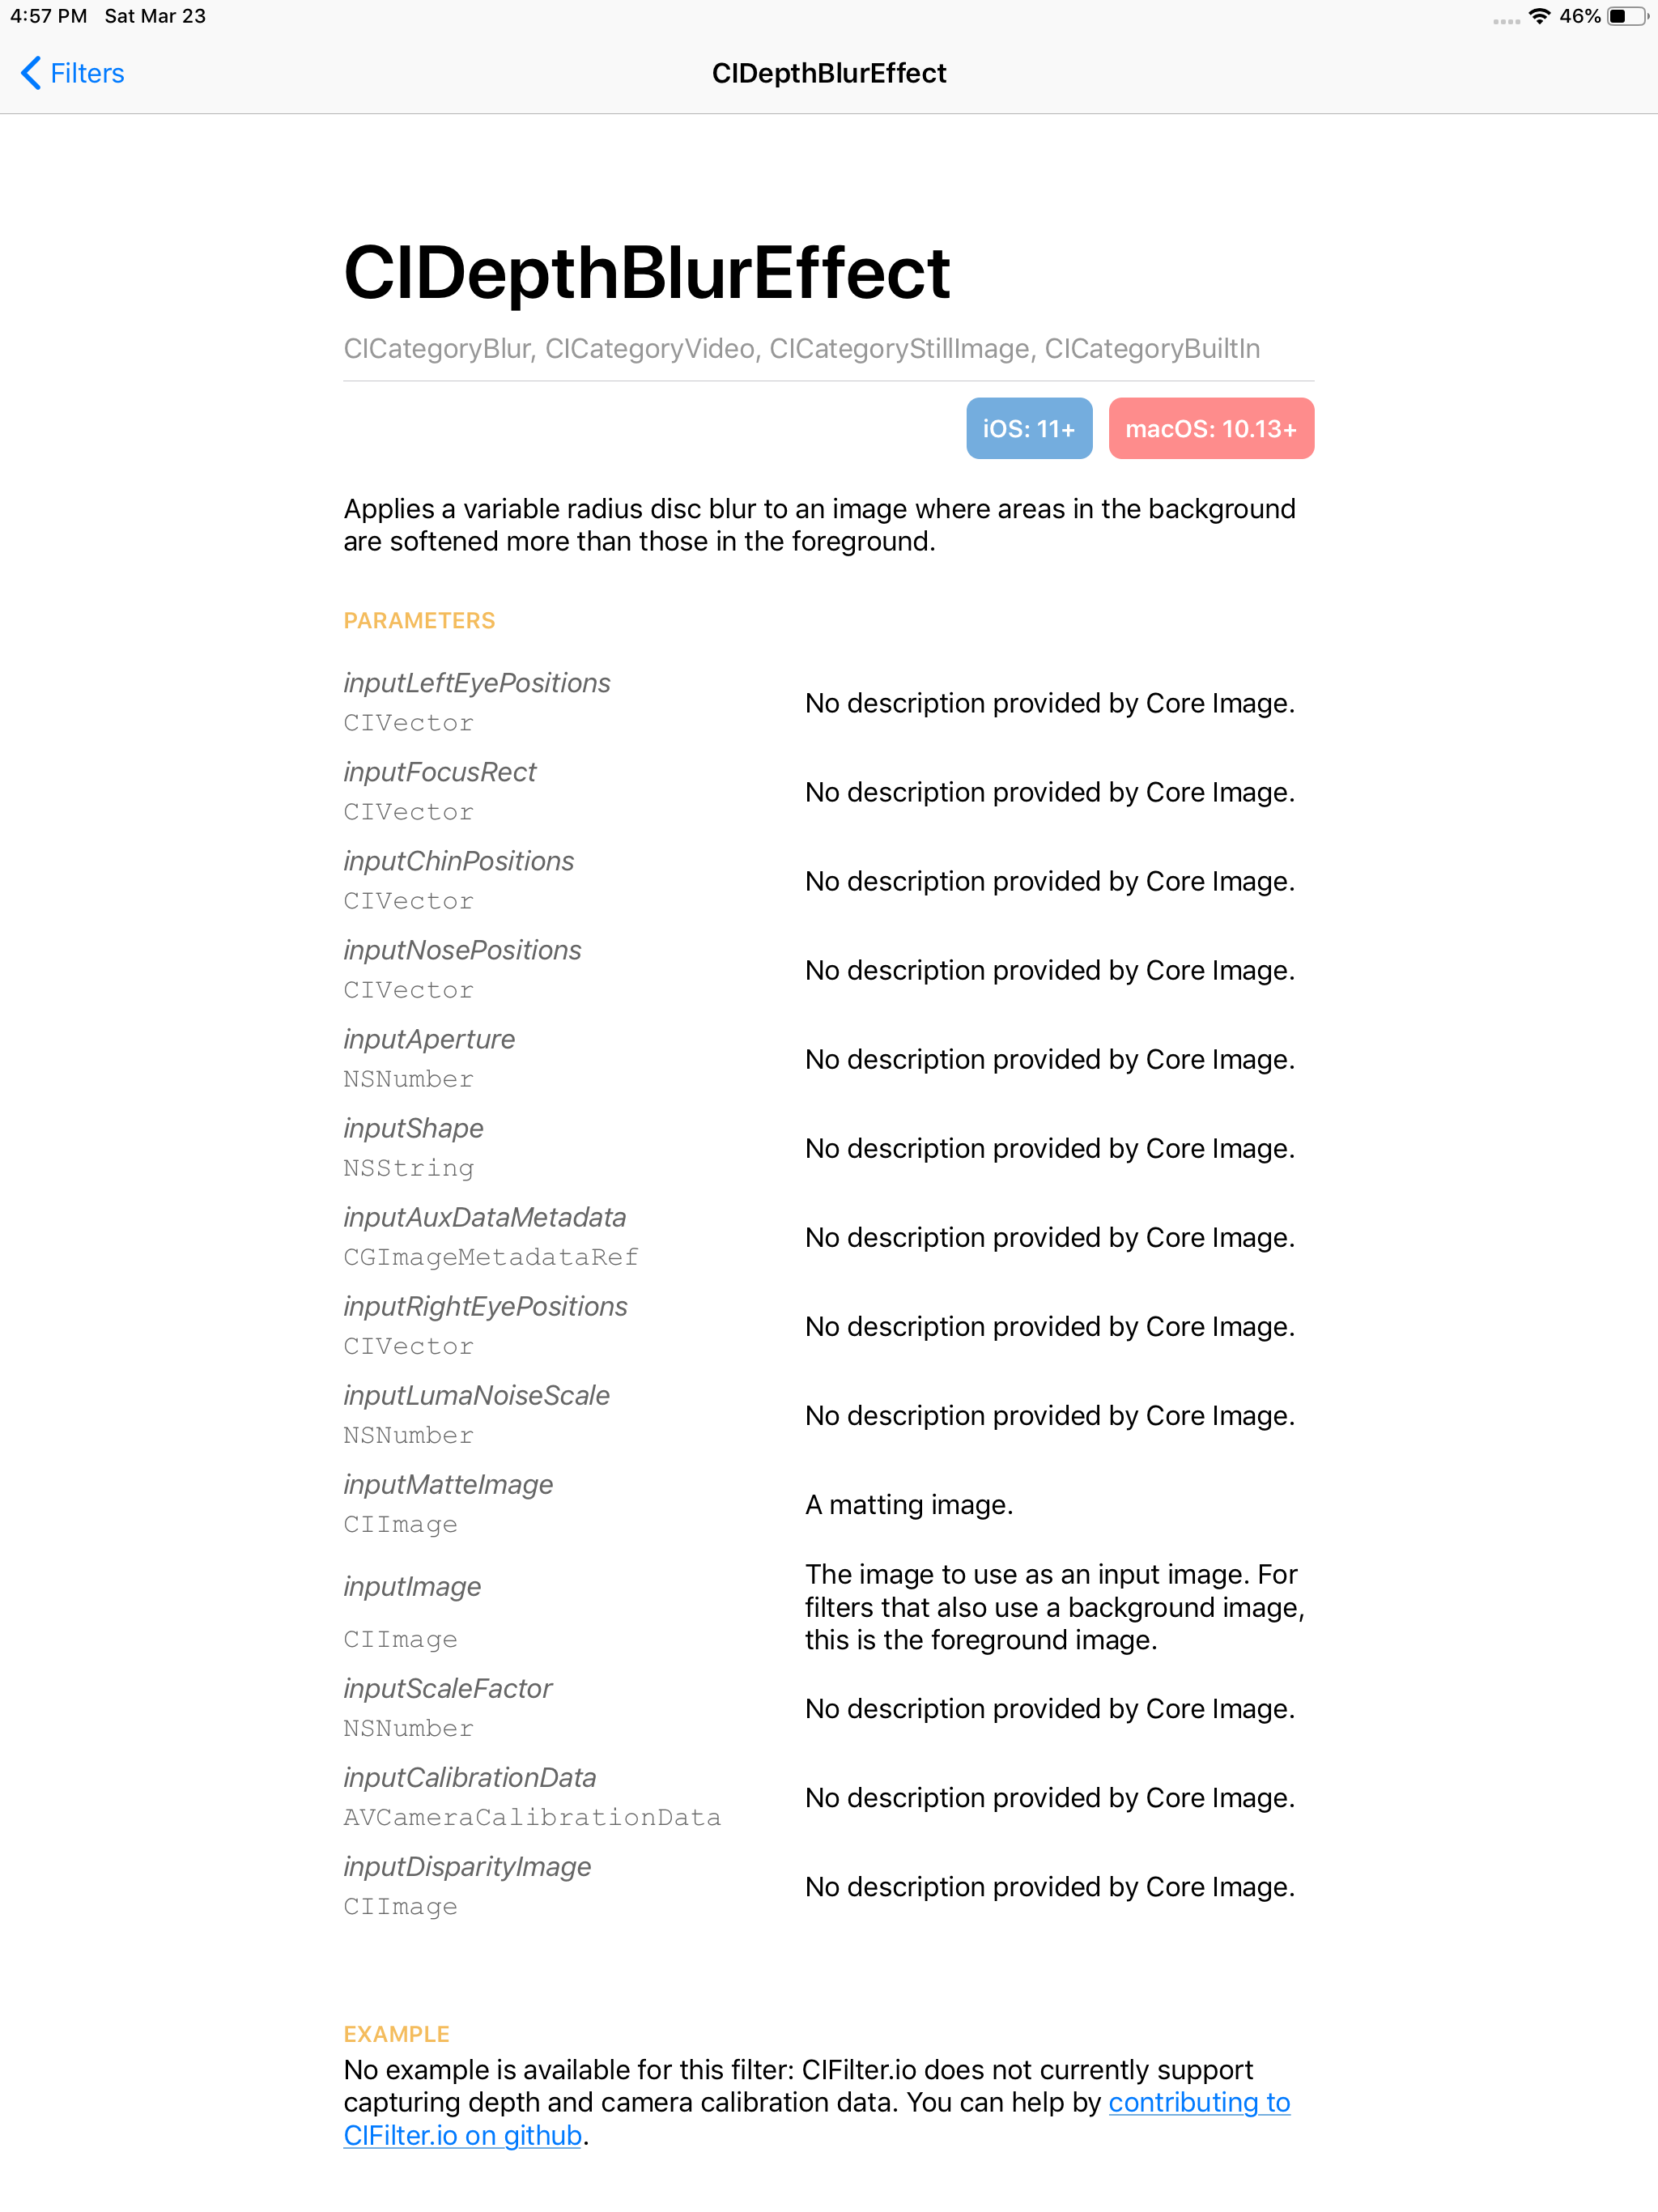 4:57 PM Sat Mar 23
46%
Filters
CIDepthBlurEffect
CIDepthBlurEffect
CICategoryBlur, CICategoryVideo, CICategoryStillImage, CICategoryBuiltIn
iOS: 11+ macOS: 10.13+
Applies a variable radius disc blur to an image where areas in the background
are softened more than those in the foreground.
PARAMETERS
inputLeftEyePositions
CIVector
No description provided by Core Image.
inputFocusRect
CIVector
No description provided by Core Image.
inputChinPositions
CIVector
No description provided by Core Image.
inputNosePositions
CIVector
No description provided by Core Image.
inputAperture
NSNumber
No description provided by Core Image.
inputShape
NSString
No description provided by Core Image.
inputAuxDataMetadata
CGImageMetadataRef
No description provided by Core Image.
inputRightEyePositions
CIVector
No description provided by Core Image.
inputLumaNoiseScale
NSNumber
No description provided by Core Image.
inputMatteImage
CIImage
A matting image.
inputImage
CIImage
The image to use as an input image. For
filters that also use a background image,
this is the foreground image.
inputScaleFactor
NSNumber
No description provided by Core Image.
inputCalibrationData
AVCameraCalibrationData
No description provided by Core Image.
inputDisparityImage
CIImage
No description provided by Core Image.
EXAMPLE
No example is available for this filter: CIFilter.io does not currently support
capturing depth and camera calibration data. You can help by contributing to
CIFilter.io on github.